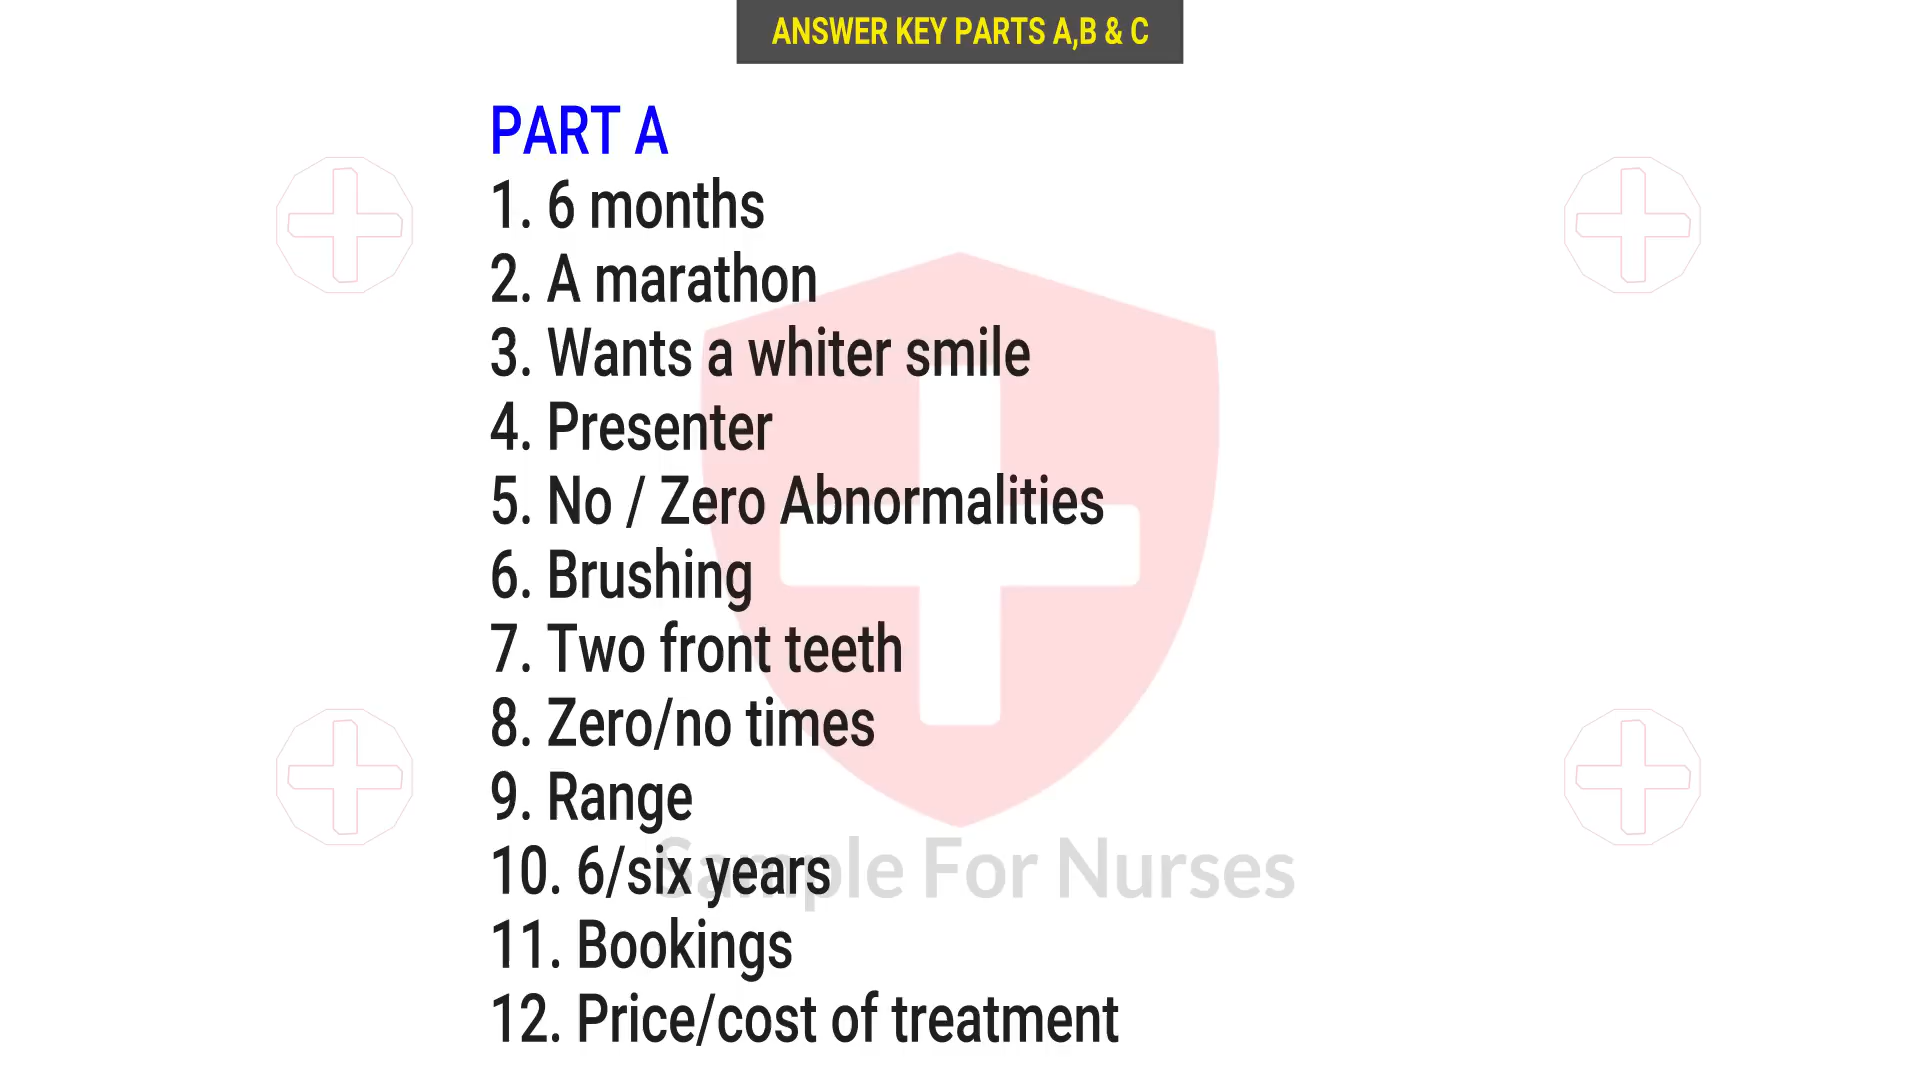 ANSWER KEY PARTS A,B & C
PART A
1. 6 months
2. A marathon
3. Wants a whiter smile
4. Presenter
5. No / Zero Abnormalities
6. Brushing
7. Two front teeth
8. Zero/no times
9. Range
10. 6/six years
Sample For Nurses
11. Bookings
12. Price/cost of treatment